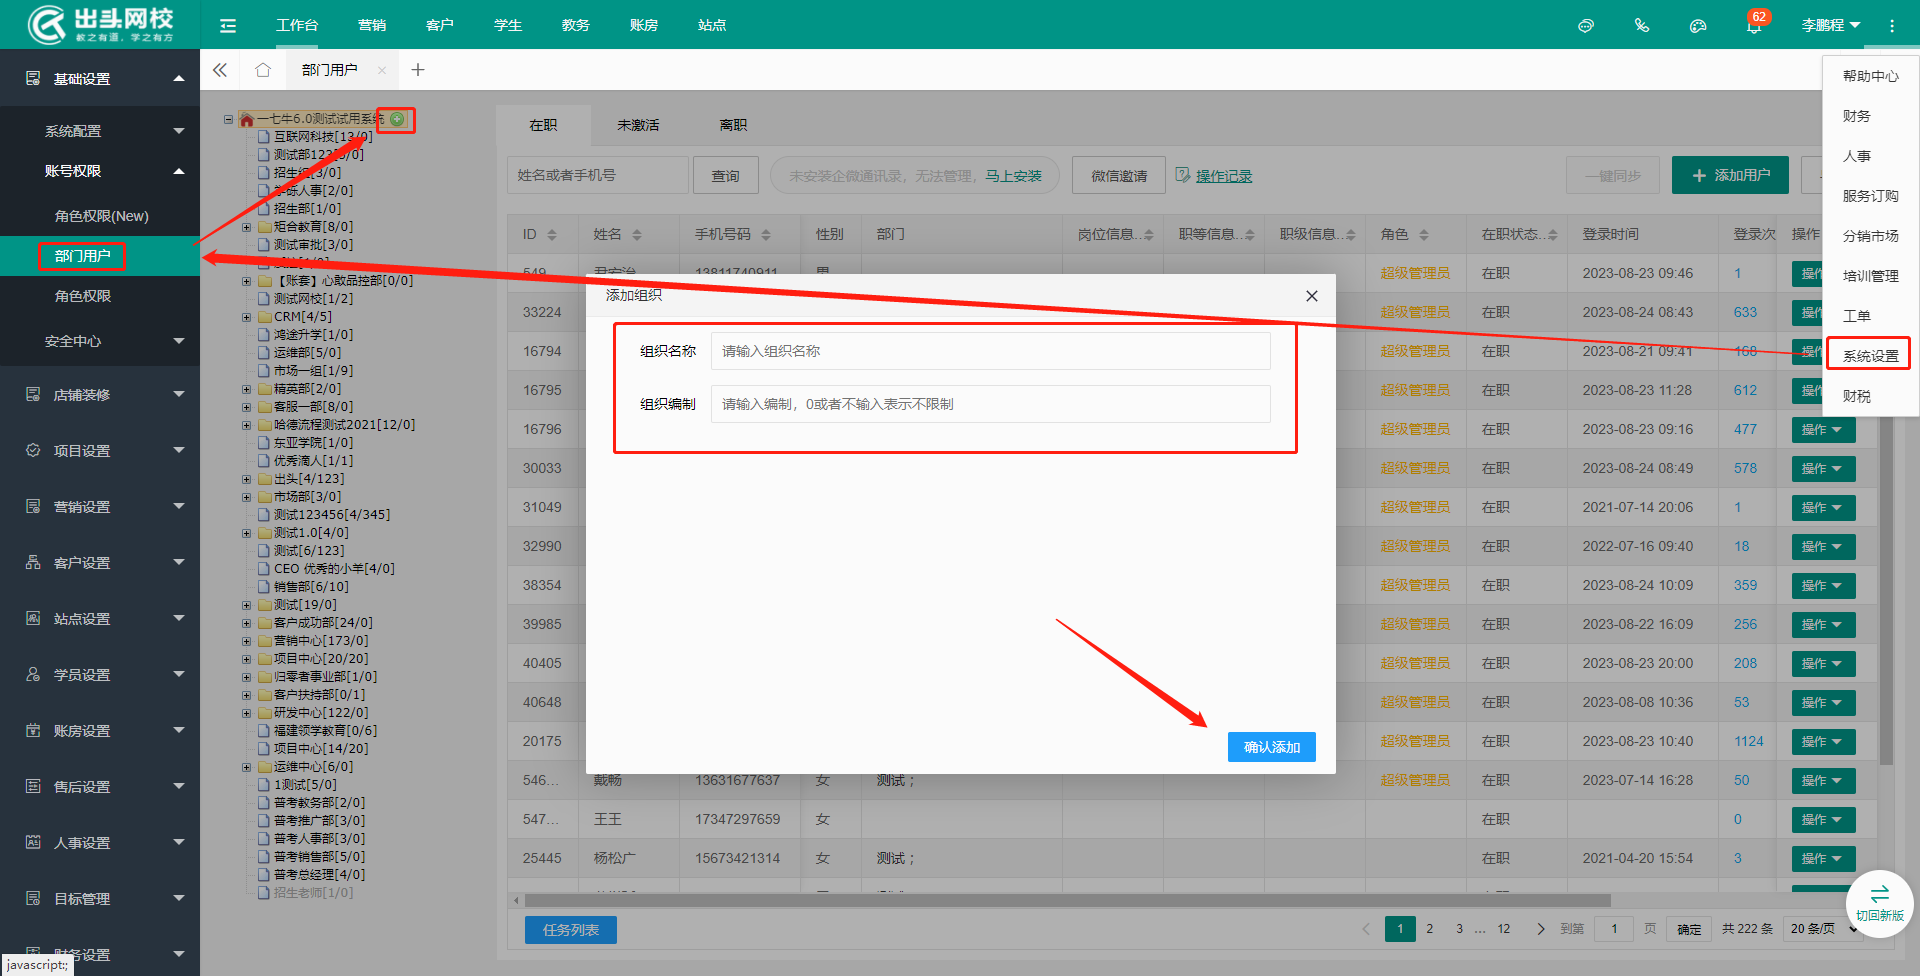 出头网校
教之有道，学之有方
工作台
营销
客户
学生
教务
账房
站点
62
李鹏程
部门用户
基础设置
系统配置
账号权限
角色权限(New)
部门用户
角色权限
安全中心
店铺装修
项目设置
营销设置
客户设置
站点设置
学员设置
账房设置
售后设置
人事设置
目标管理
财务设置
javascript:;
一七牛6.0测试试用系统
互联网科技[13/0]
测试部123[3/0]
招生组[3/0]
人事[2/0]
招生部[1/0]
矩合教育[8/0]
测试审批[3/0]
【账套】心敢品控部[0/0]
测试网校[1/2]
CRM[4/5]
鸿途升学[1/0]
运维部[5/0]
市场一组[1/9]
精英部[2/0]
客服一部[8/0]
哈德流程测试2021[12/0]
东亚学院[1/0]
优秀滴人[1/1]
出头[4/123]
市场部[3/0]
测试123456[4/345]
测试1.0[4/0]
测试[6/123]
CEO 优秀的小羊[4/0]
销售部[6/10]
测试[19/0]
客户成功部[24/0]
营销中心[173/0]
项目中心[20/20]
归零者事业部[1/0]
客户扶持部[0/1]
研发中心[122/0]
福建领学教育[0/6]
项目中心[14/20]
运维中心[6/0]
1测试[5/0]
普考教务部[2/0]
普考推广部[3/0]
普考人事部[3/0]
普考销售部[5/0]
普考总经理[4/0]
招生老师[1/0]
在职
未激活
离职
姓名或者手机号
查询
未安装企微通讯录，无法管理，马上安装
微信邀请
操作记录
一键同步
添加用户
ID
姓名
手机号码
性别
部门
岗位信息...
职等信息...
职级信息...
角色
在职状态...
登录时间
登录次
操作
549...
13811740911
男
超级管理员
在职
2023-08-23 09:46
1
操作
33224
超级管理员
在职
2023-08-24 08:43
633
操作
16794
超级管理员
在职
2023-08-21 09:41
168
操作
16795
超级管理员
在职
2023-08-23 11:28
612
操作
16796
超级管理员
在职
2023-08-23 09:16
477
操作
30033
超级管理员
在职
2023-08-24 08:49
578
操作
31049
超级管理员
在职
2021-07-14 20:06
1
操作
32990
超级管理员
在职
2022-07-16 09:40
18
操作
38354
超级管理员
在职
2023-08-24 10:09
359
操作
39985
超级管理员
在职
2023-08-22 16:09
256
操作
40405
超级管理员
在职
2023-08-23 20:00
208
操作
40648
超级管理员
在职
2023-08-08 10:36
53
操作
20175
超级管理员
在职
2023-08-23 10:40
1124
操作
546...
戴畅
13631677637
女
测试；
超级管理员
在职
2023-07-14 16:28
50
操作
547...
王王
17347297659
女
在职
0
操作
25445
杨松广
15673421314
女
测试；
在职
2021-04-20 15:54
3
操作
任务列表
1
2
3
...
12
到第
1
页
确定
共 222 条
20 条/页
切回新版
添加组织
组织名称
请输入组织名称
组织编制
请输入编制，0或者不输入表示不限制
确认添加
帮助中心
财务
人事
服务订购
分销市场
培训管理
工单
系统设置
财税